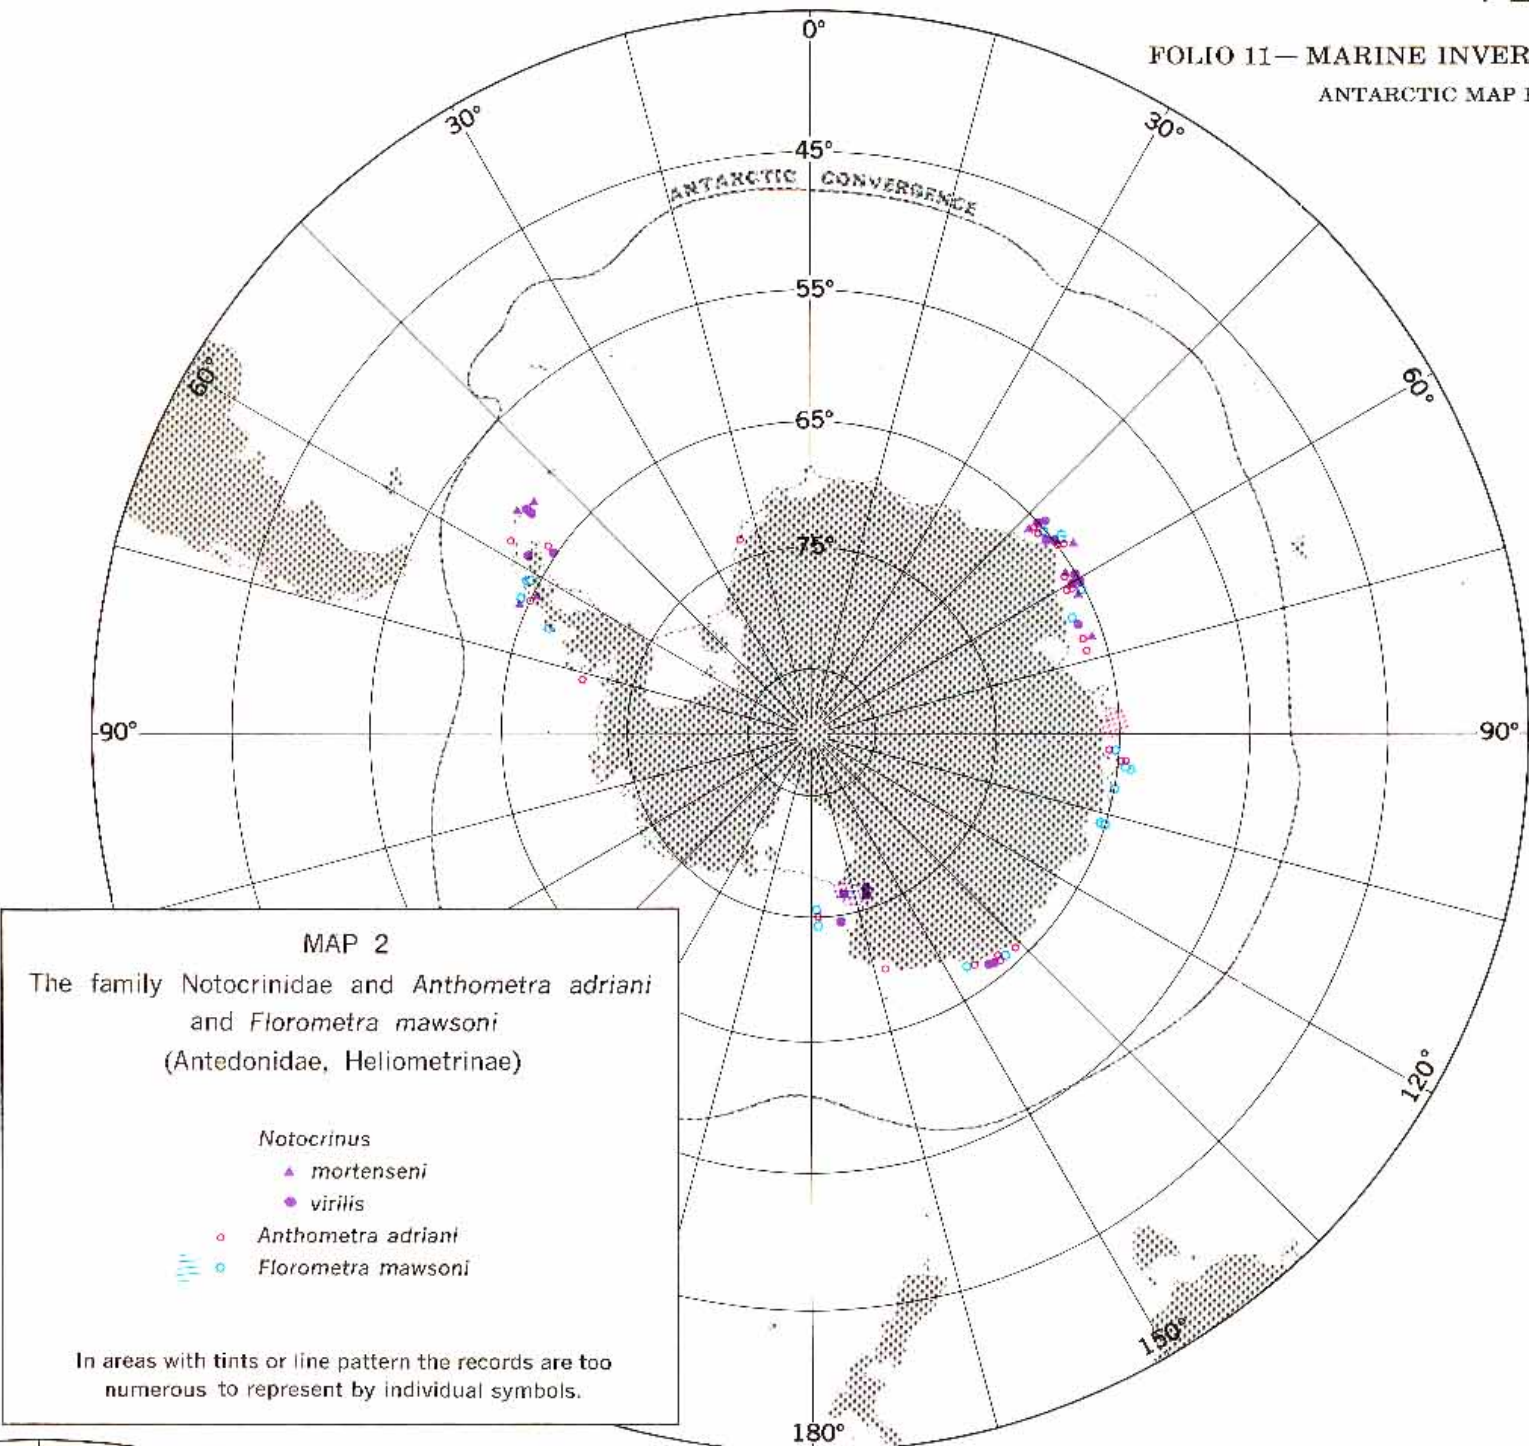 FOLIO 11— MARINE INVER
ANTARCTIC MAP
0°
30°
30°
45°
ANTARCTIC CONVERGENCE
55°
60°
60°
65°
75°
90°
90°
120°
150°
180°
MAP 2
The family Notocrinidae and Anthometra adriani
and Florometra mawsoni
(Antedonidae, Heliometrinae)
Notocrinus
mortenseni
virilis
Anthometra adriani
Florometra mawsoni
In areas with tints or line pattern the records are too
numerous to represent by individual symbols.